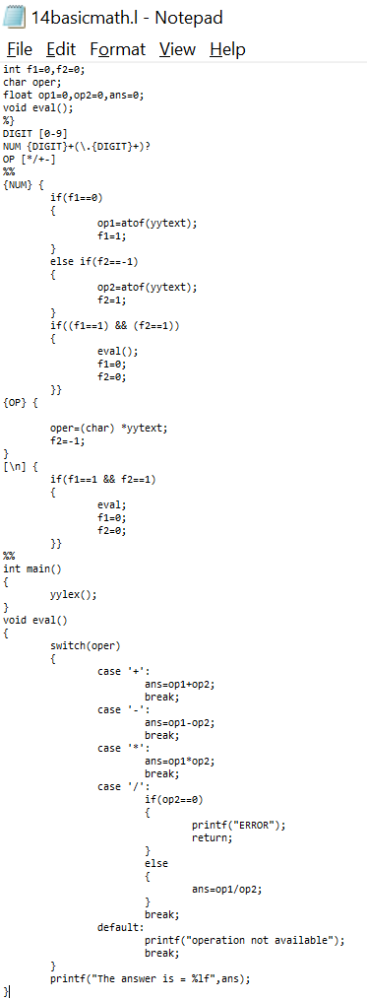 14basicmath.l - Notepad
File Edit Format View Help
int f1=0,f2=0;
char oper;
float op1=0,op2=0,ans=0;
void eval();
%}
DIGIT [0-9]
NUM {DIGIT}+(\.{DIGIT}+)?
OP [*/+-]
%%
{NUM} {
        if(f1==0)
        {
                op1=atof(yytext);
                f1=1;
        }
        else if(f2==-1)
        {
                op2=atof(yytext);
                f2=1;
        }
        if((f1==1) && (f2==1))
        {
                eval();
                f1=0;
                f2=0;
        }}
{OP} {

        oper=(char) *yytext;
        f2=-1;
}
[\n] {
        if(f1==1 && f2==1)
        {
                eval;
                f1=0;
                f2=0;
        }}
%%
int main()
{
        yylex();
}
void eval()
{
        switch(oper)
        {
                case '+':
                        ans=op1+op2;
                        break;
                case '-':
                        ans=op1-op2;
                        break;
                case '*':
                        ans=op1*op2;
                        break;
                case '/':
                        if(op2==0)
                        {
                                printf("ERROR");
                                return;
                        }
                        else
                        {
                                ans=op1/op2;
                        }
                        break;
                default:
                        printf("operation not available");
                        break;
        }
        printf("The answer is = %lf",ans);
}